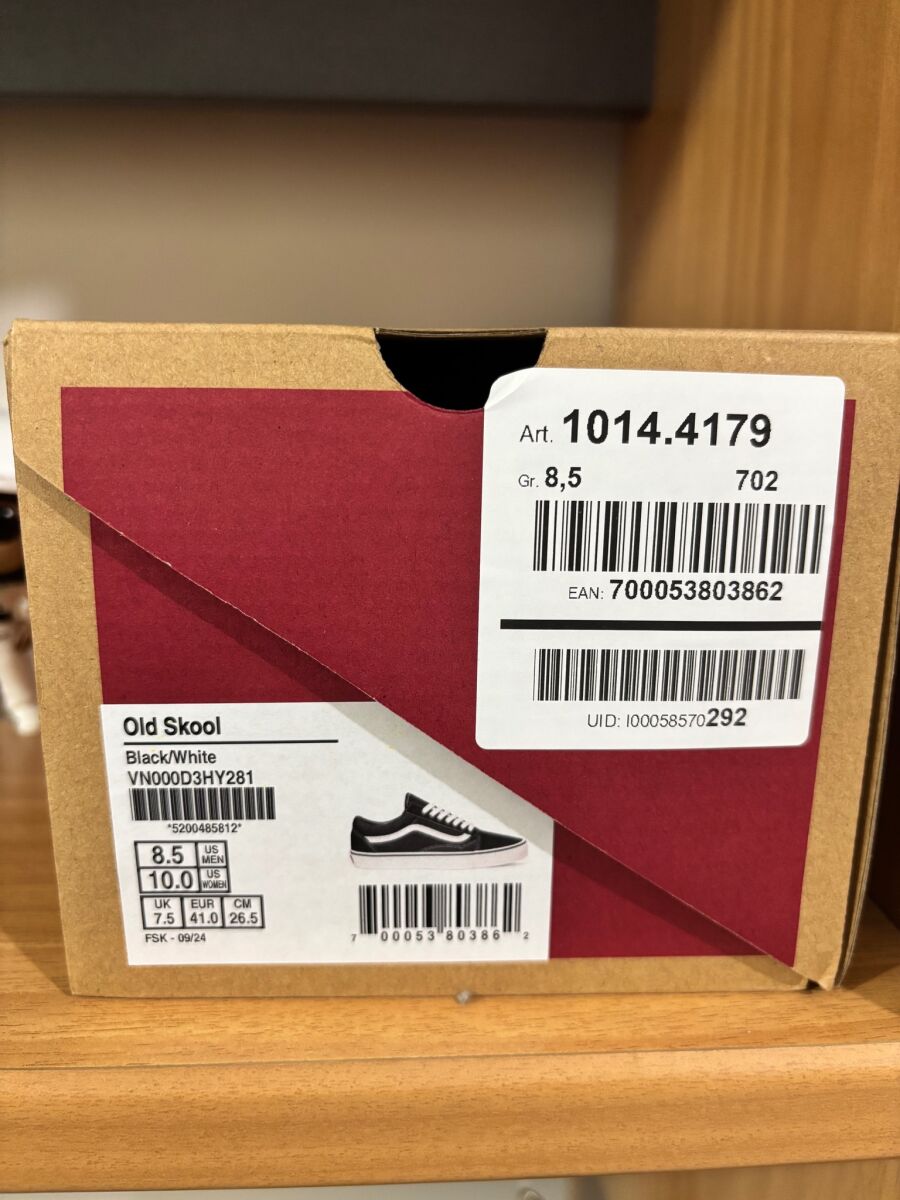 Art. 1014.4179
Gr. 8,5 702
EAN: 700053803862
UID: I00058570292
Old Skool
Black/White
VN000D3HY281
*5200485812*
8.5 US MEN
10.0 US WOMEN
UK EUR CM
7.5 41.0 26.5
FSK - 09/24
7 00053 80386 2